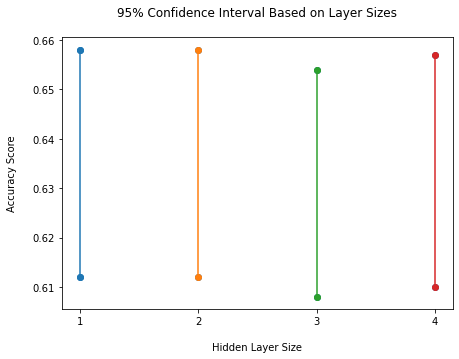 95% Confidence Interval Based on Layer Sizes
0.66
0.65
0.64
0.63
0.62
0.61
Accuracy Score
1 2 3 4
Hidden Layer Size